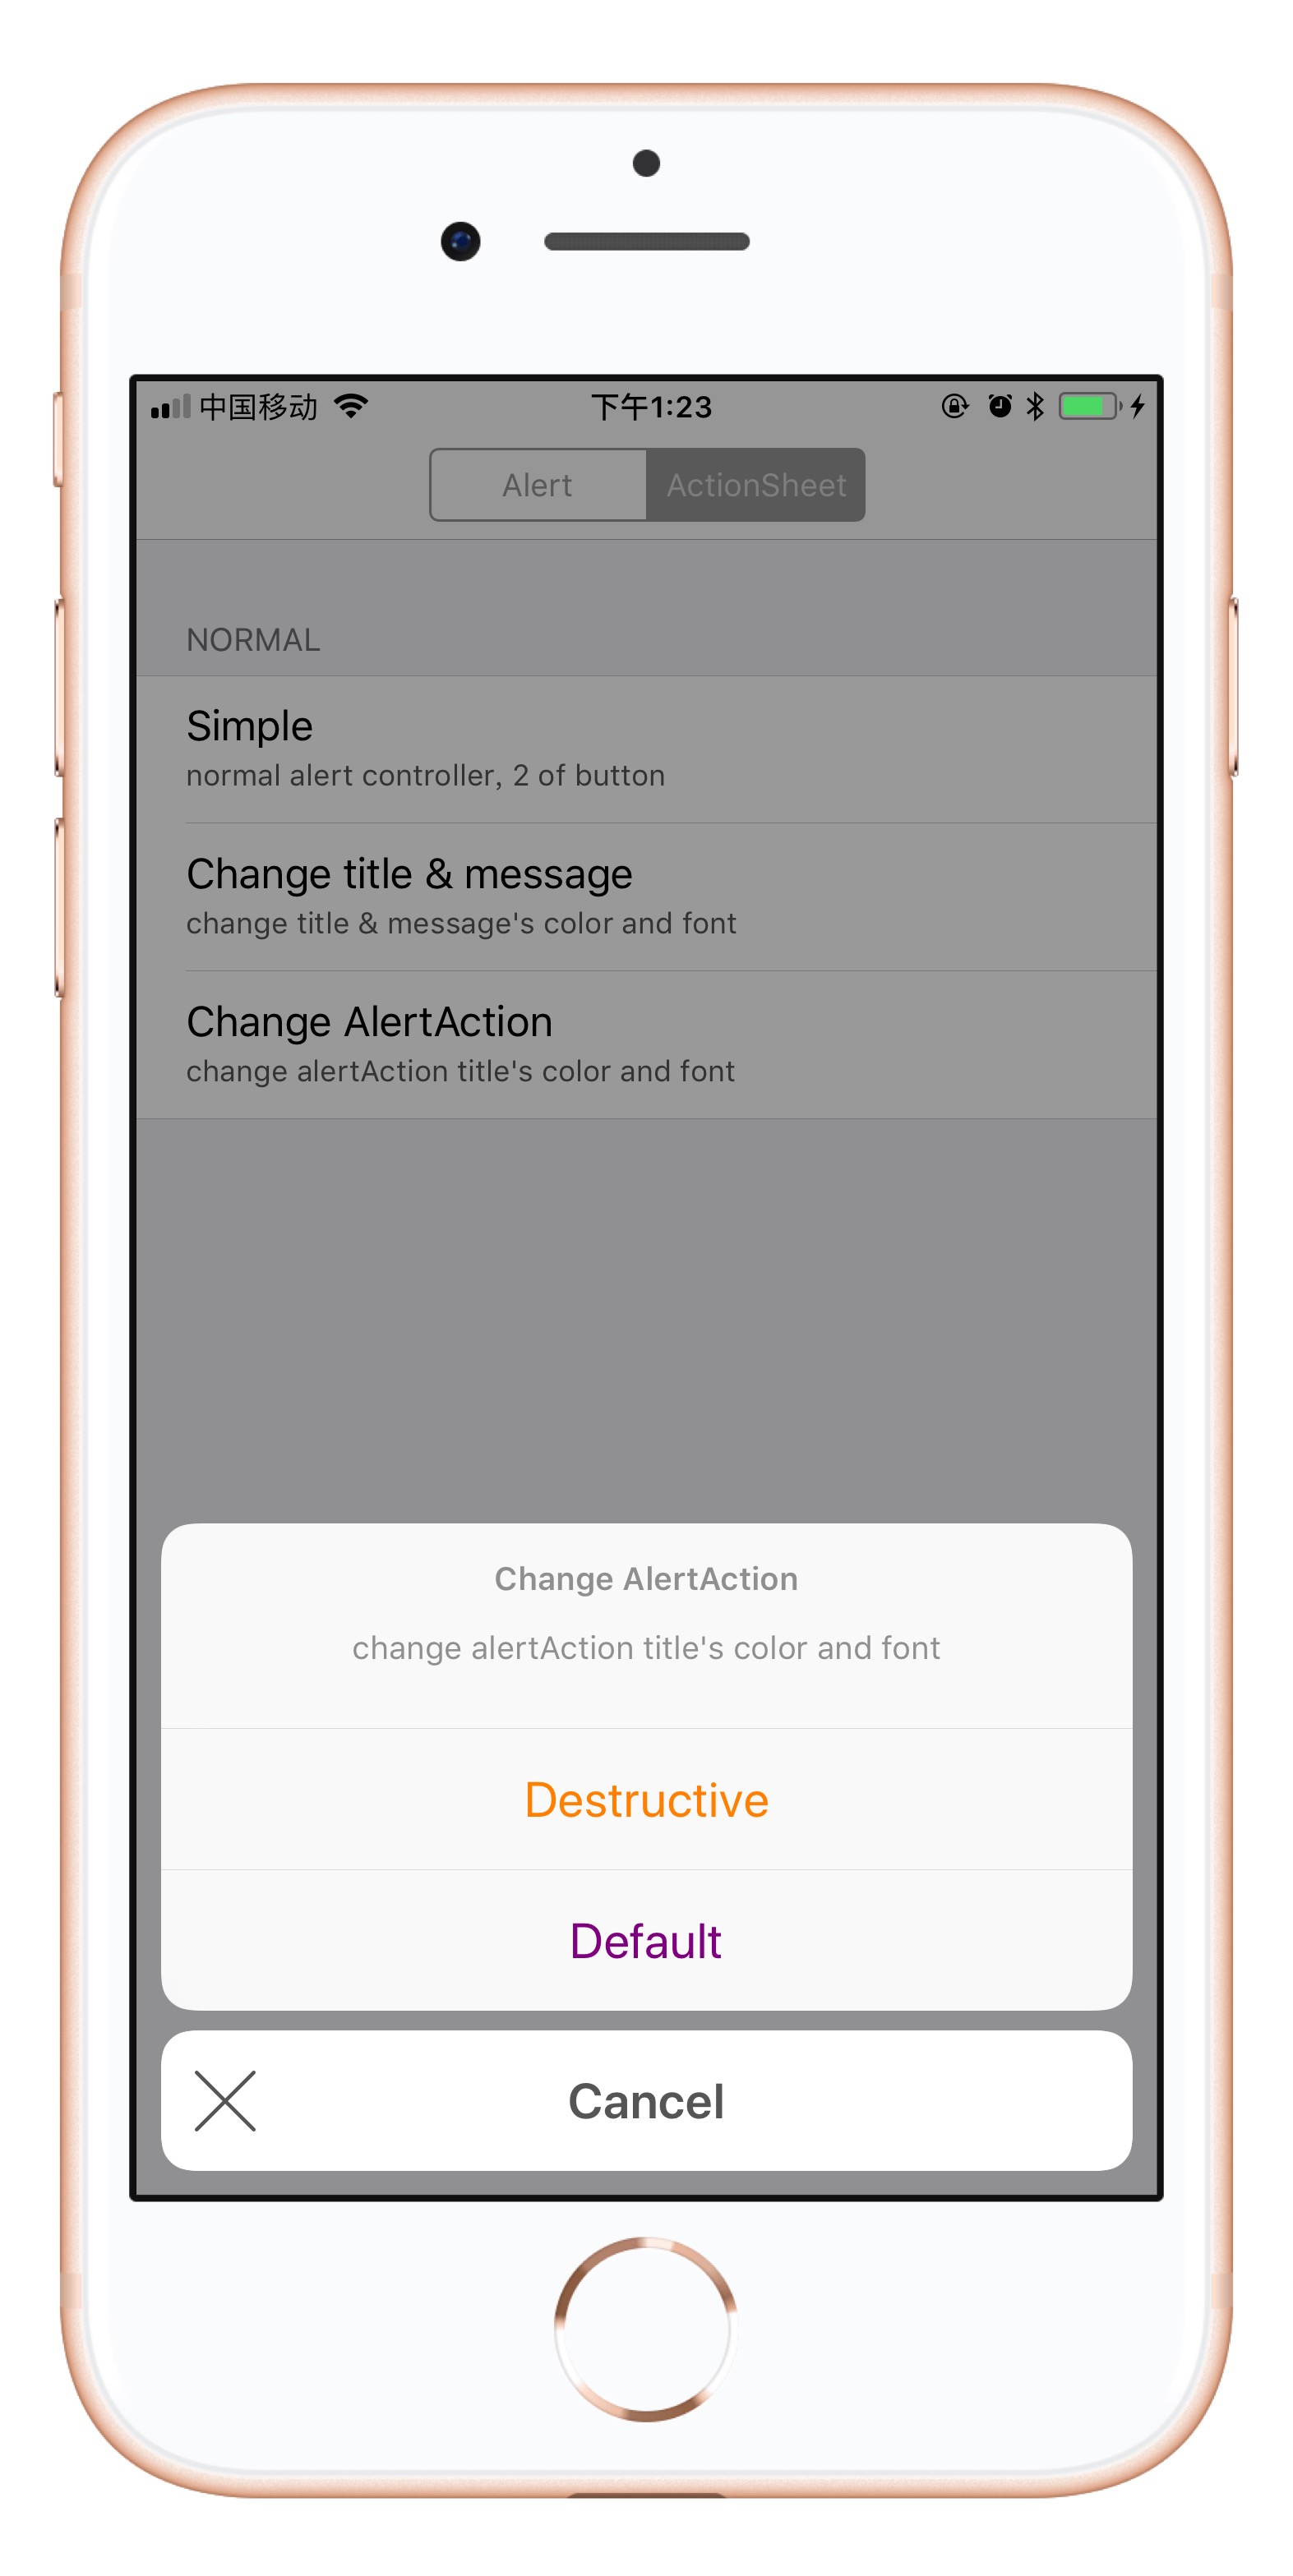 中国移动
下午1:23
Alert
ActionSheet
NORMAL
Simple
normal alert controller, 2 of button
Change title & message
change title & message's color and font
Change AlertAction
change alertAction title's color and font
Change AlertAction
change alertAction title's color and font
Destructive
Default
Cancel